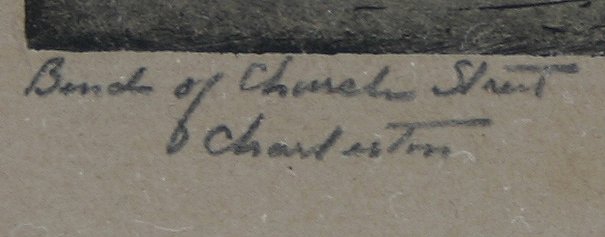 Bend of Church Street
Charleston